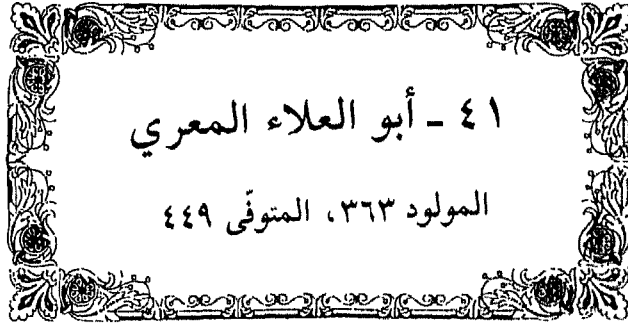 ٤١ - أبو العلاء المعري
المولود ٣٦٣، المتوفّى ٤٤٩